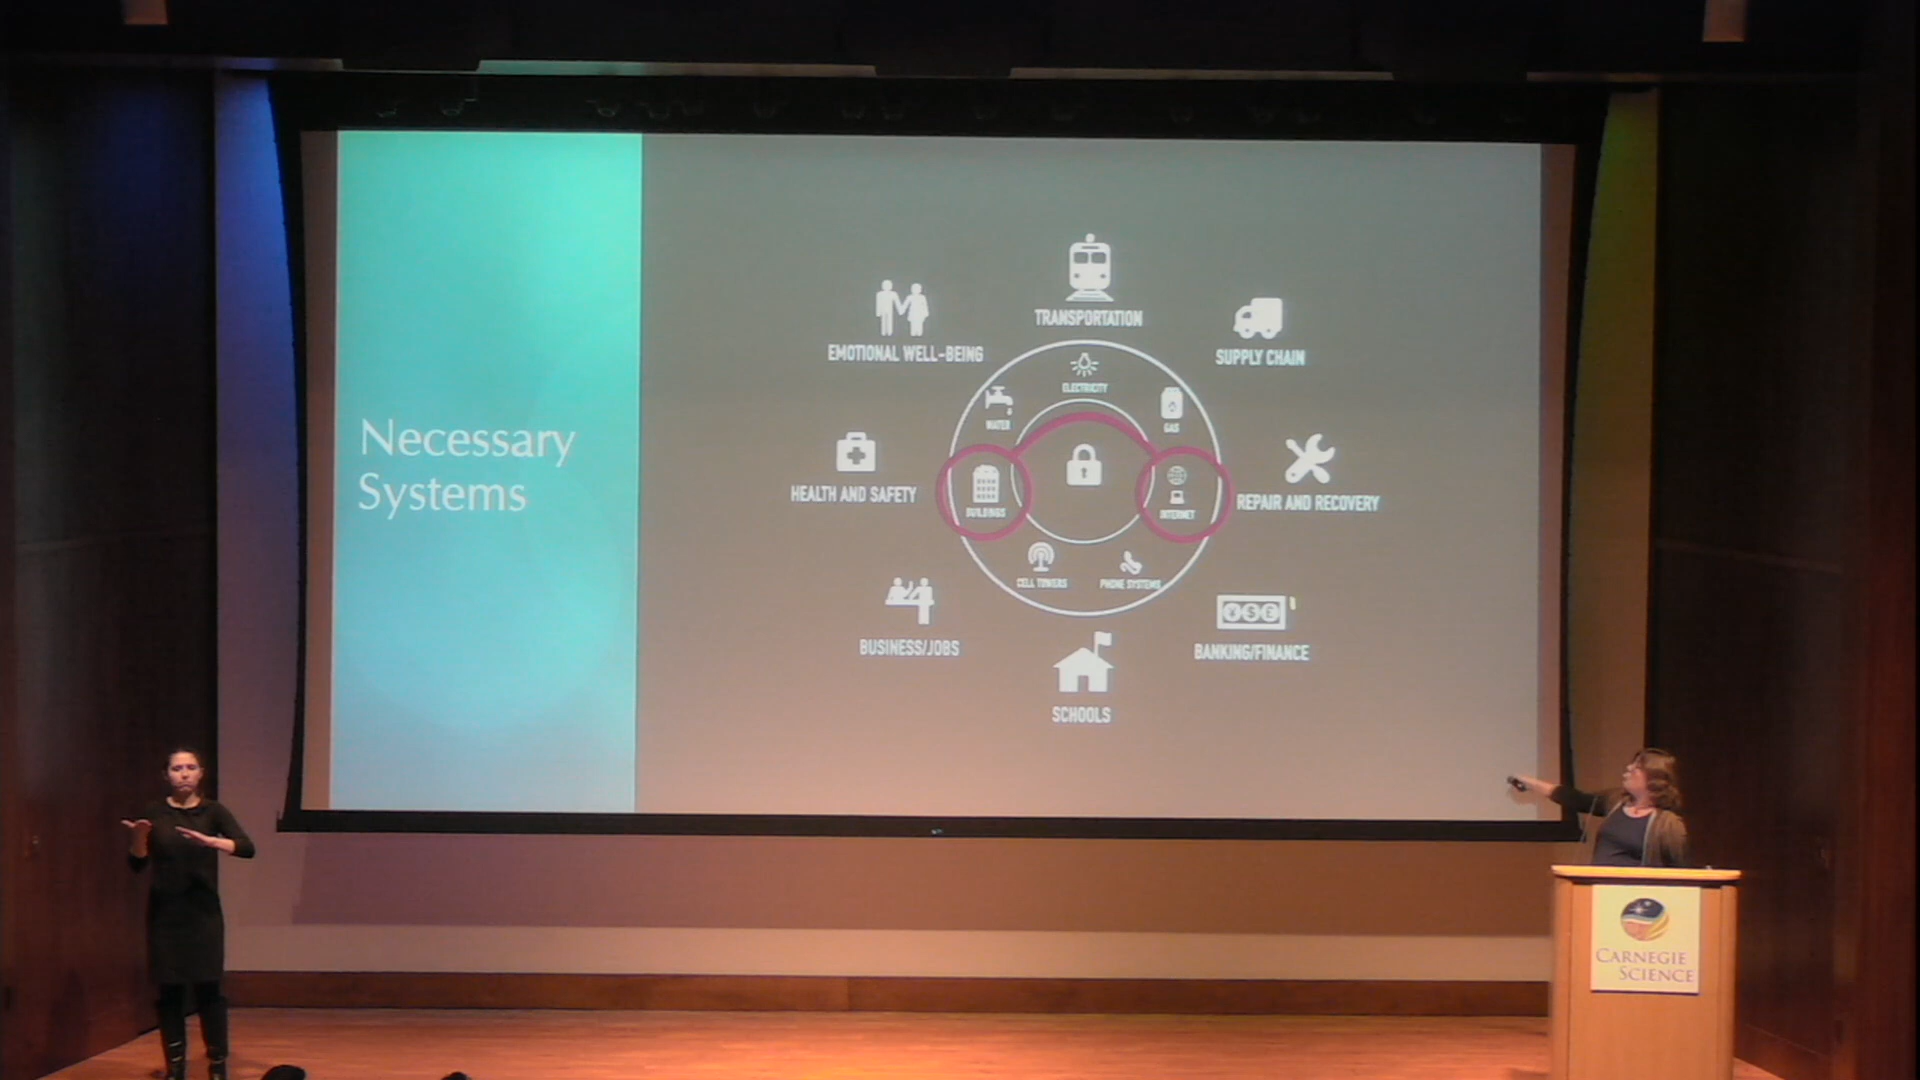 Necessary
Systems
TRANSPORTATION
EMOTIONAL WELL-BEING
SUPPLY CHAIN
ELECTRICITY
WATER
GAS
HEALTH AND SAFETY
BUILDINGS
INTERNET
REPAIR AND RECOVERY
CELL TOWERS
PHONE SYSTEMS
BUSINESS/JOBS
¥$£
BANKING/FINANCE
SCHOOLS
CARNEGIE
SCIENCE